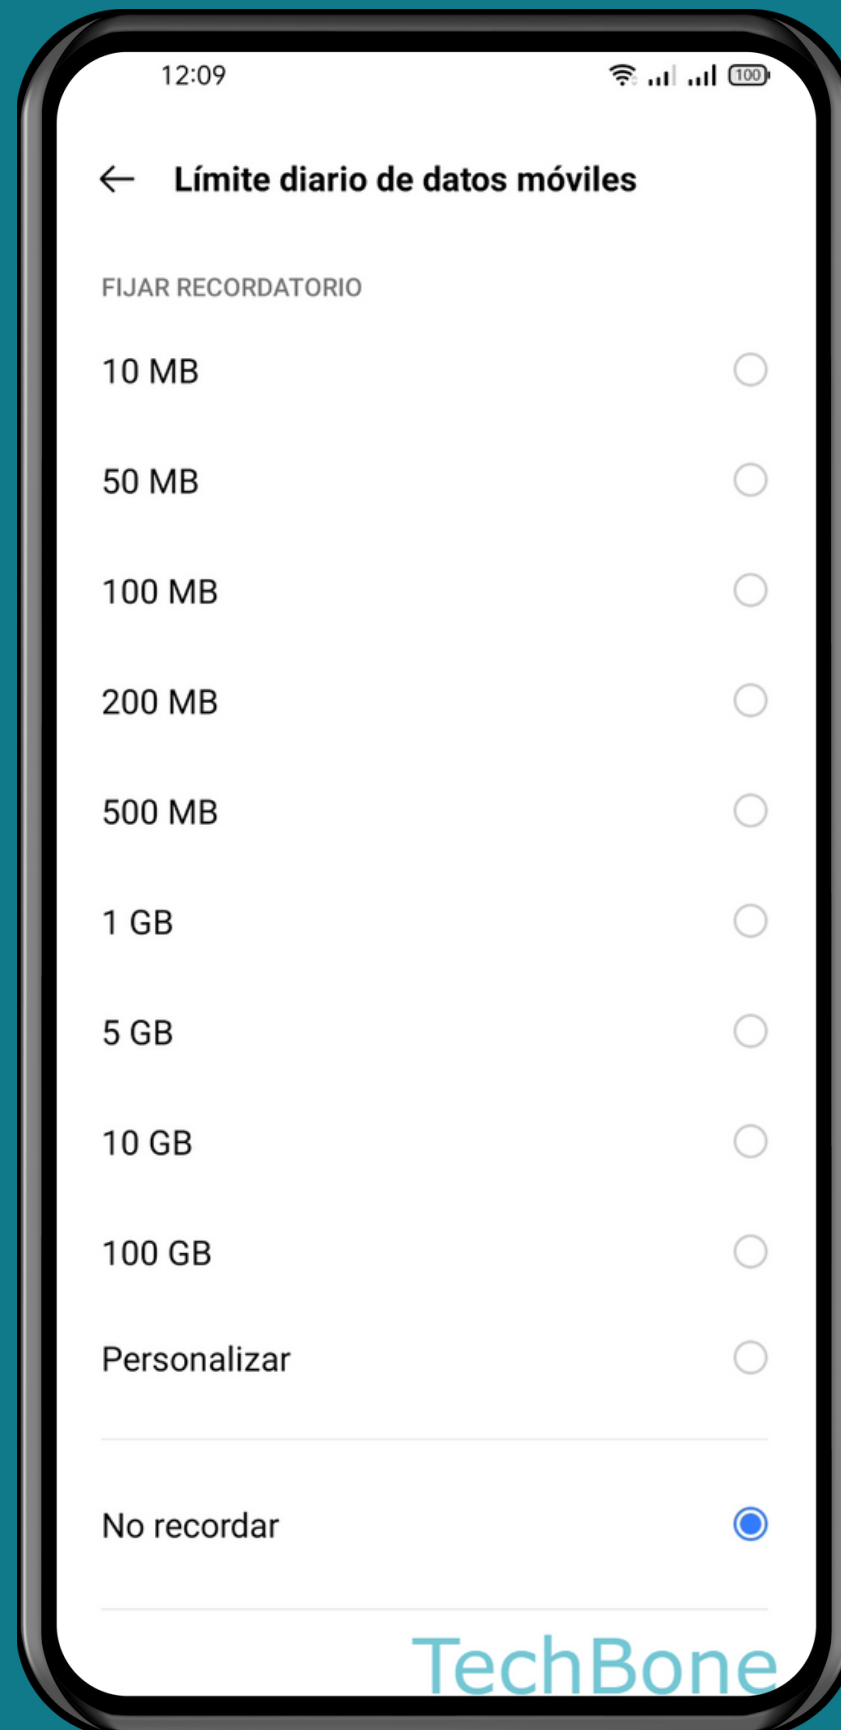 12:09
100
Límite diario de datos móviles
FIJAR RECORDATORIO
10 MB
50 MB
100 MB
200 MB
500 MB
1 GB
5 GB
10 GB
100 GB
Personalizar
No recordar
TechBone